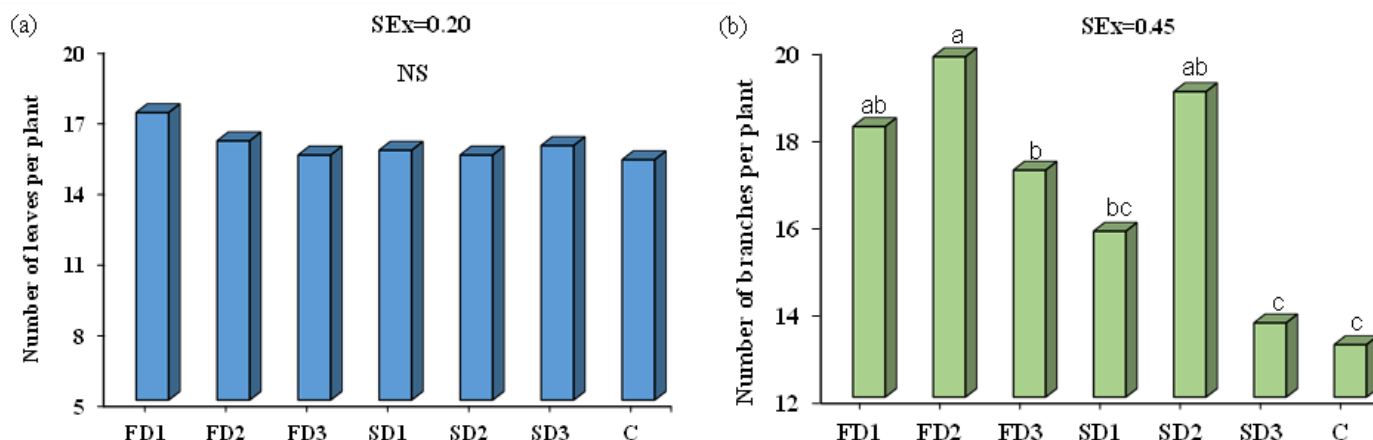 (a)
SEx=0.20
NS
Number of leaves per plant
20
17
14
11
8
5
FD1 FD2 FD3 SD1 SD2 SD3 C
(b)
SEx=0.45
Number of branches per plant
20
18
16
14
12
ab a b bc ab c c
FD1 FD2 FD3 SD1 SD2 SD3 C